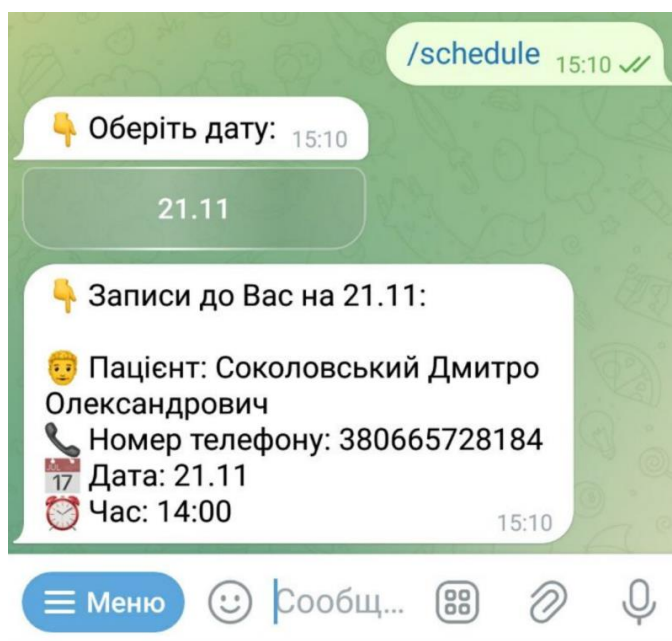 /schedule 15:10
👇 Оберіть дату: 15:10
21.11
👇 Записи до Вас на 21.11:
👨 Пацієнт: Соколовський Дмитро
Олександрович
📞 Номер телефону: 380665728184
📅 Дата: 21.11
⏰ Час: 14:00
15:10
Меню Сообщ...